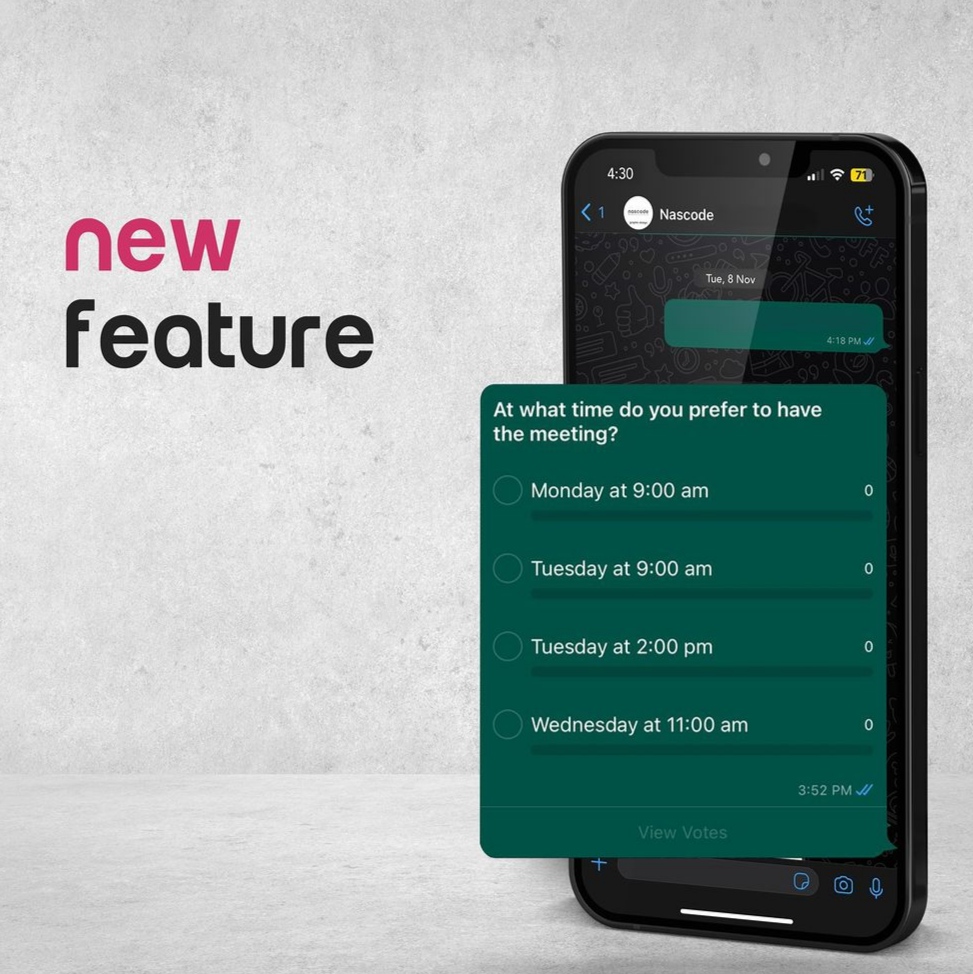 new
feature
4:30
71
1
nascode
Nascode
Tue, 8 Nov
4:18 PM
At what time do you prefer to have
the meeting?
Monday at 9:00 am
0
Tuesday at 9:00 am
0
Tuesday at 2:00 pm
0
Wednesday at 11:00 am
0
3:52 PM
View Votes